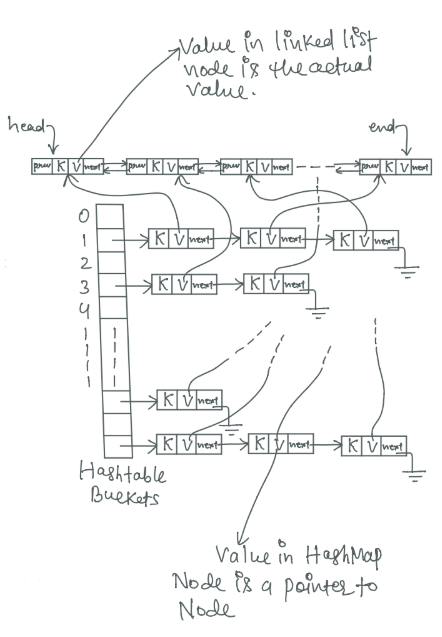 Value in linked list
node is the actual
value.
head
end
prev K V next prev K V next prev K V next prev K V next
0
1 K V next K V next K V next
2
3 K V next K V next
4
K V next
K V next K V next K V next
Hashtable
Buckets
Value in HashMap
Node is a pointer to
Node